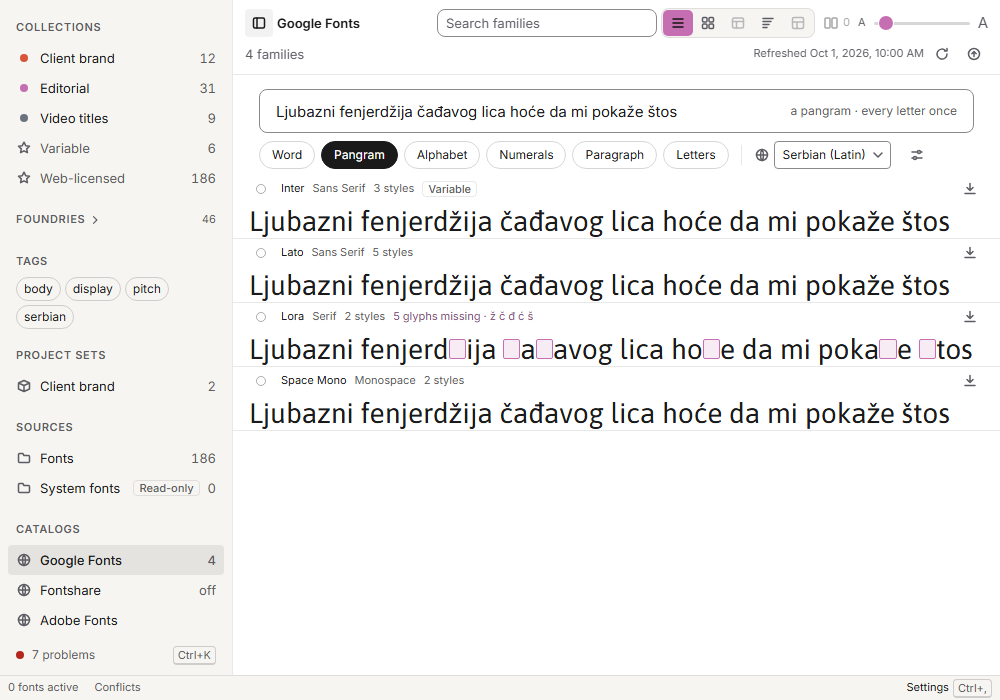 COLLECTIONS
Client brand 12
Editorial 31
Video titles 9
Variable 6
Web-licensed 186
FOUNDRIES 46
TAGS
body display pitch
serbian
PROJECT SETS
Client brand 2
SOURCES
Fonts 186
System fonts Read-only 0
CATALOGS
Google Fonts 4
Fontshare off
Adobe Fonts
7 problems Ctrl+K
Google Fonts Search families 0 A A
4 families Refreshed Oct 1, 2026, 10:00 AM
Ljubazni fenjerdžija čađavog lica hoće da mi pokaže štos a pangram · every letter once
Word Pangram Alphabet Numerals Paragraph Letters Serbian (Latin)
Inter Sans Serif 3 styles Variable
Ljubazni fenjerdžija čađavog lica hoće da mi pokaže štos
Lato Sans Serif 5 styles
Ljubazni fenjerdžija čađavog lica hoće da mi pokaže štos
Lora Serif 2 styles 5 glyphs missing · ž č đ ć š
Ljubazni fenjerd□ija □a□avog lica ho□e da mi poka□e □tos
Space Mono Monospace 2 styles
Ljubazni fenjerdžija čađavog lica hoće da mi pokaže štos
0 fonts active Conflicts Settings Ctrl+,